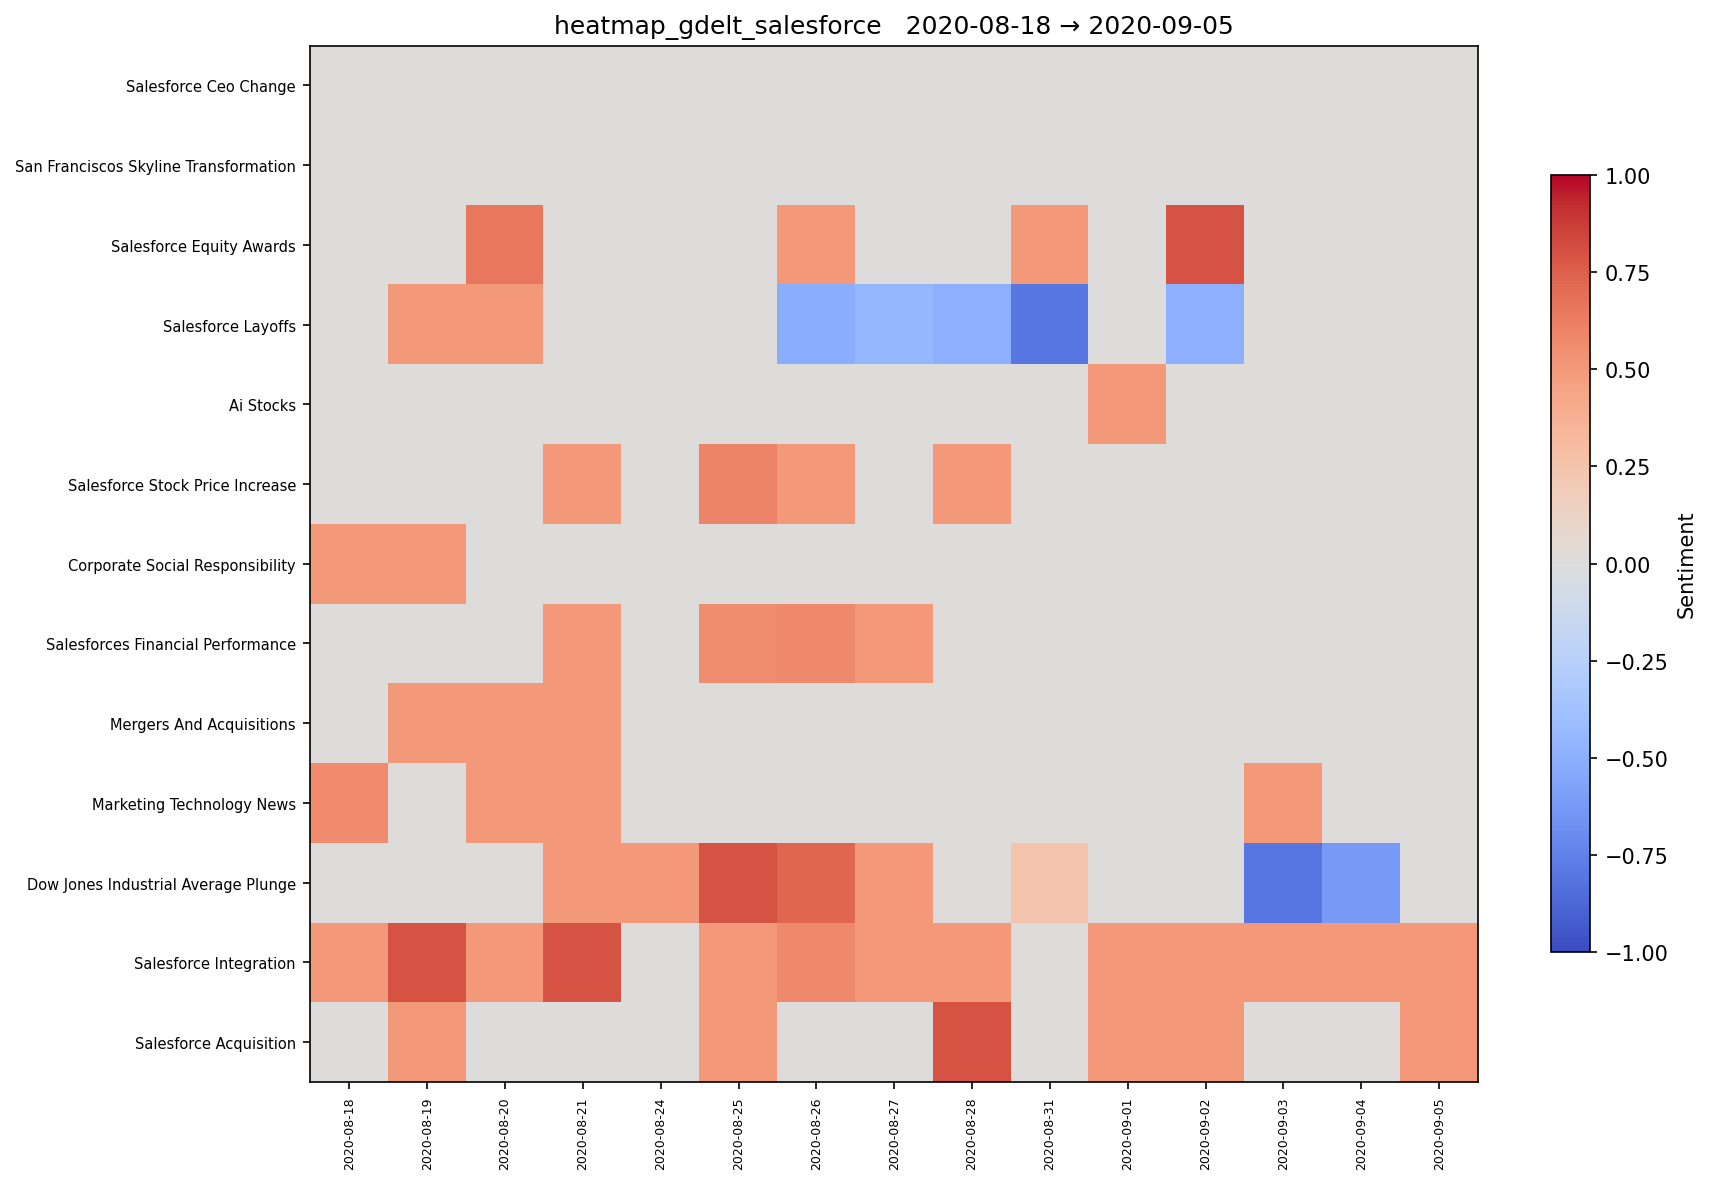 heatmap_gdelt_salesforce   2020-08-18 → 2020-09-05
Salesforce Ceo Change
San Franciscos Skyline Transformation
Salesforce Equity Awards
Salesforce Layoffs
Ai Stocks
Salesforce Stock Price Increase
Corporate Social Responsibility
Salesforces Financial Performance
Mergers And Acquisitions
Marketing Technology News
Dow Jones Industrial Average Plunge
Salesforce Integration
Salesforce Acquisition
2020-08-18
2020-08-19
2020-08-20
2020-08-21
2020-08-24
2020-08-25
2020-08-26
2020-08-27
2020-08-28
2020-08-31
2020-09-01
2020-09-02
2020-09-03
2020-09-04
2020-09-05
1.00
0.75
0.50
0.25
0.00
−0.25
−0.50
−0.75
−1.00
Sentiment